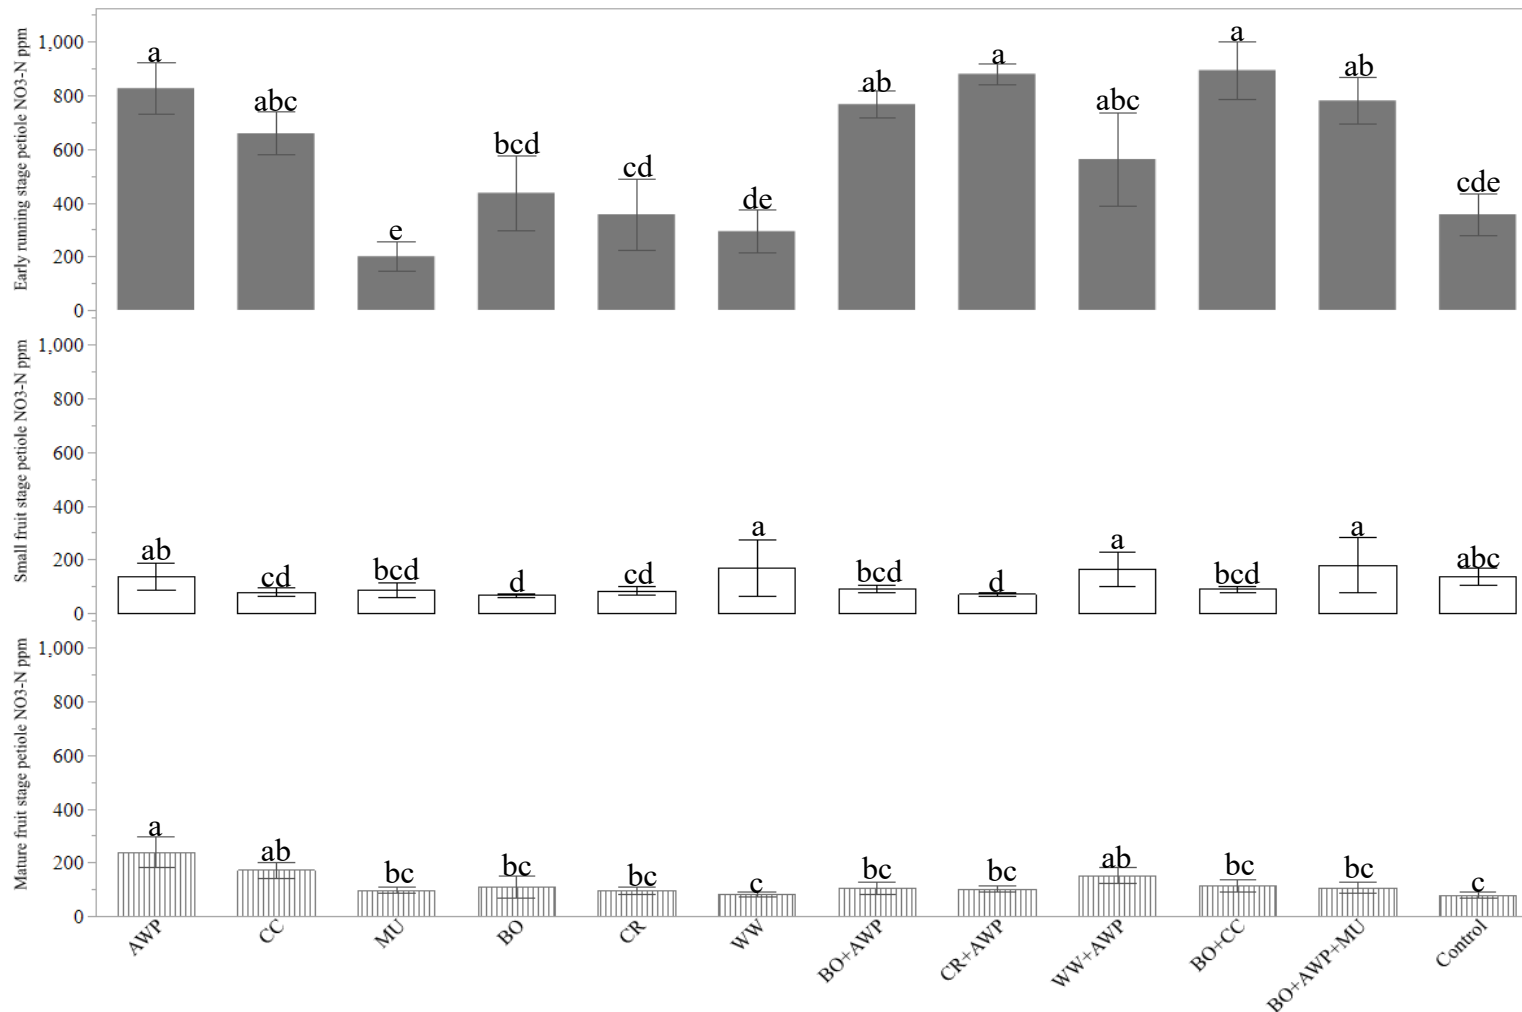 Early running stage petiole NO3-N ppm
1,000
800
600
400
200
0
a
abc
e
bcd
cd
de
ab
a
abc
a
ab
cde
Small fruit stage petiole NO3-N ppm
1,000
800
600
400
200
0
ab
cd
bcd
d
cd
a
bcd
d
a
bcd
a
abc
Mature fruit stage petiole NO3-N ppm
1,000
800
600
400
200
0
a
ab
bc
bc
bc
c
bc
bc
ab
bc
bc
c
AWP
CC
MU
BO
CR
WW
BO+AWP
CR+AWP
WW+AWP
BO+CC
BO+AWP+MU
Control